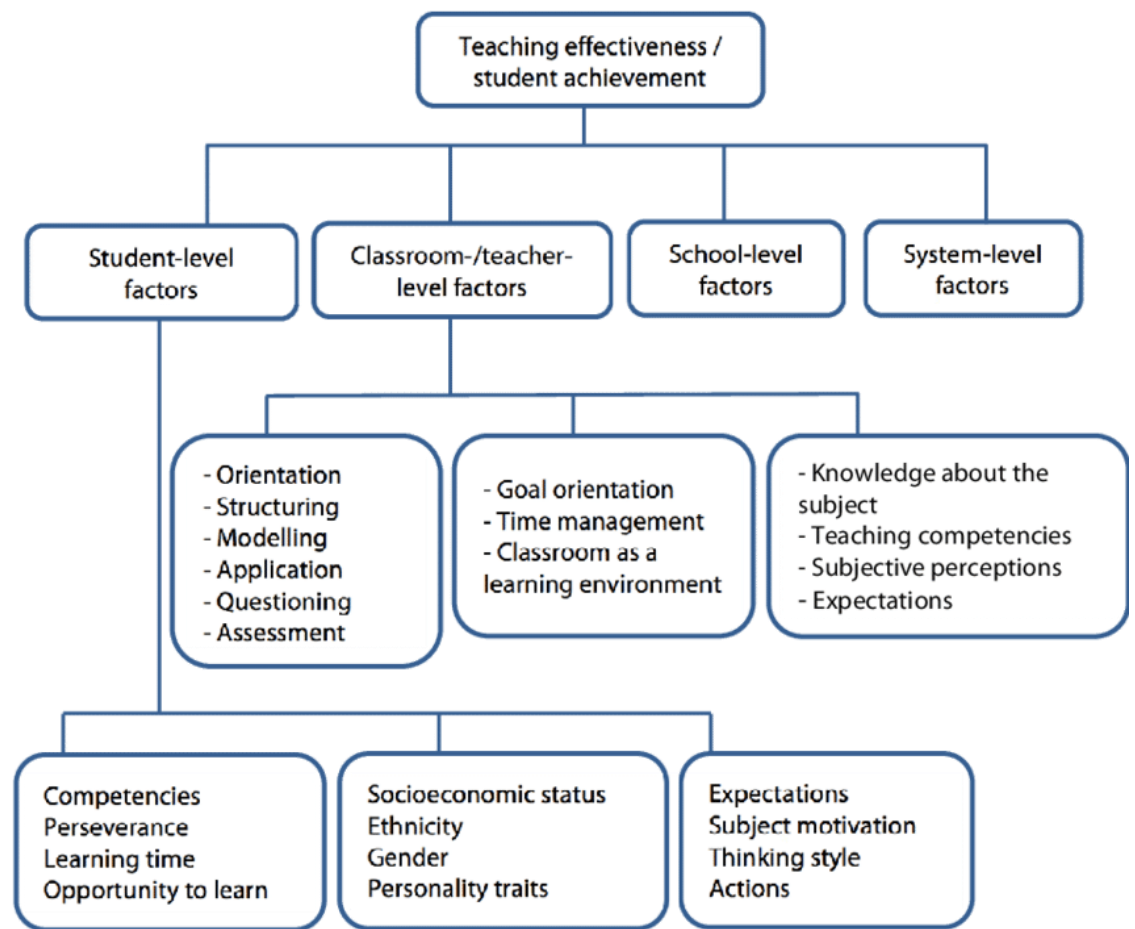 Teaching effectiveness /
student achievement
Student-level
factors
Classroom-/teacher-
level factors
School-level
factors
System-level
factors
- Orientation
- Structuring
- Modelling
- Application
- Questioning
- Assessment
- Goal orientation
- Time management
- Classroom as a
learning environment
- Knowledge about the
subject
- Teaching competencies
- Subjective perceptions
- Expectations
Competencies
Perseverance
Learning time
Opportunity to learn
Socioeconomic status
Ethnicity
Gender
Personality traits
Expectations
Subject motivation
Thinking style
Actions